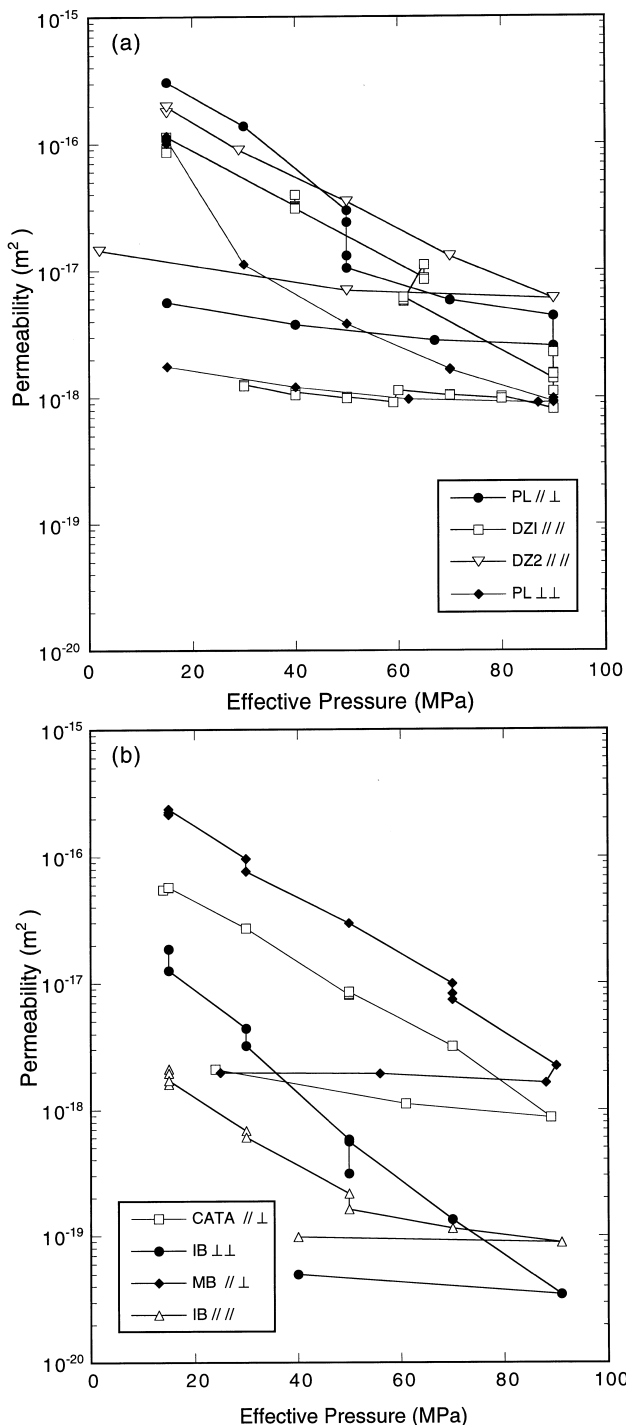 (a)
10-15
10-16
10-17
10-18
10-19
10-20
Permeability (m2)
PL // ⊥
DZ1 // //
DZ2 // //
PL ⊥⊥
0 20 40 60 80 100
Effective Pressure (MPa)
(b)
10-15
10-16
10-17
10-18
10-19
10-20
Permeability (m2)
CATA // ⊥
IB ⊥⊥
MB // ⊥
IB // //
0 20 40 60 80 100
Effective Pressure (MPa)